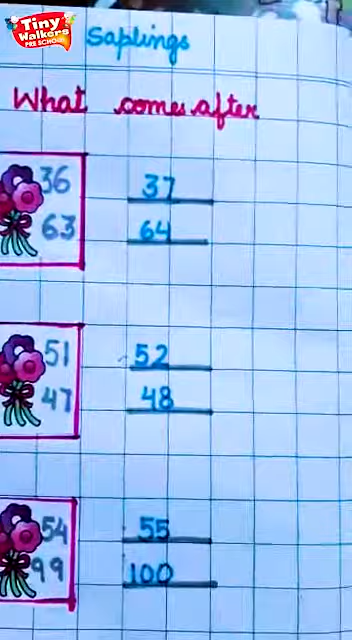 Tiny
Walkers
PRE SCHOOL
Saplings
What comes after
36 37
63 64
51 52
47 48
54 55
99 100